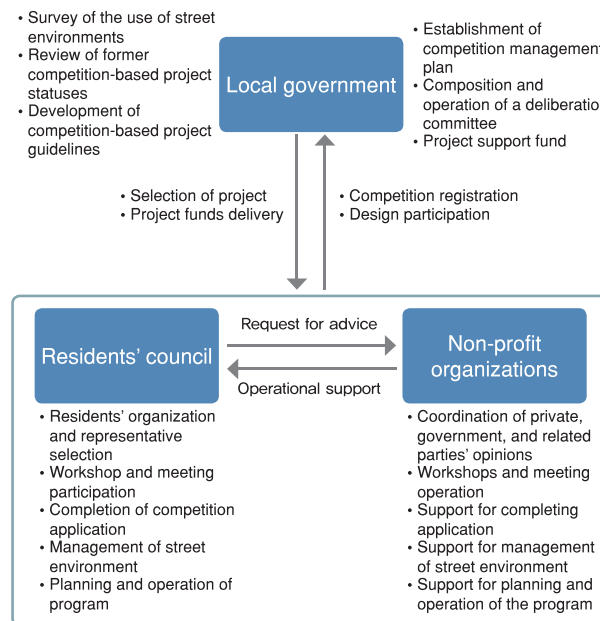 • Survey of the use of street
environments
• Review of former
competition-based project
statuses
• Development of
competition-based project
guidelines
Local government
• Establishment of
competition management
plan
• Composition and
operation of a deliberation
committee
• Project support fund
• Selection of project
• Project funds delivery
• Competition registration
• Design participation
Residents’ council
Request for advice
Operational support
Non-profit
organizations
• Residents’ organization
and representative
selection
• Workshop and meeting
participation
• Completion of competition
application
• Management of street
environment
• Planning and operation of
program
• Coordination of private,
government, and related
parties’ opinions
• Workshops and meeting
operation
• Support for completing
application
• Support for management
of street environment
• Support for planning and
operation of the program